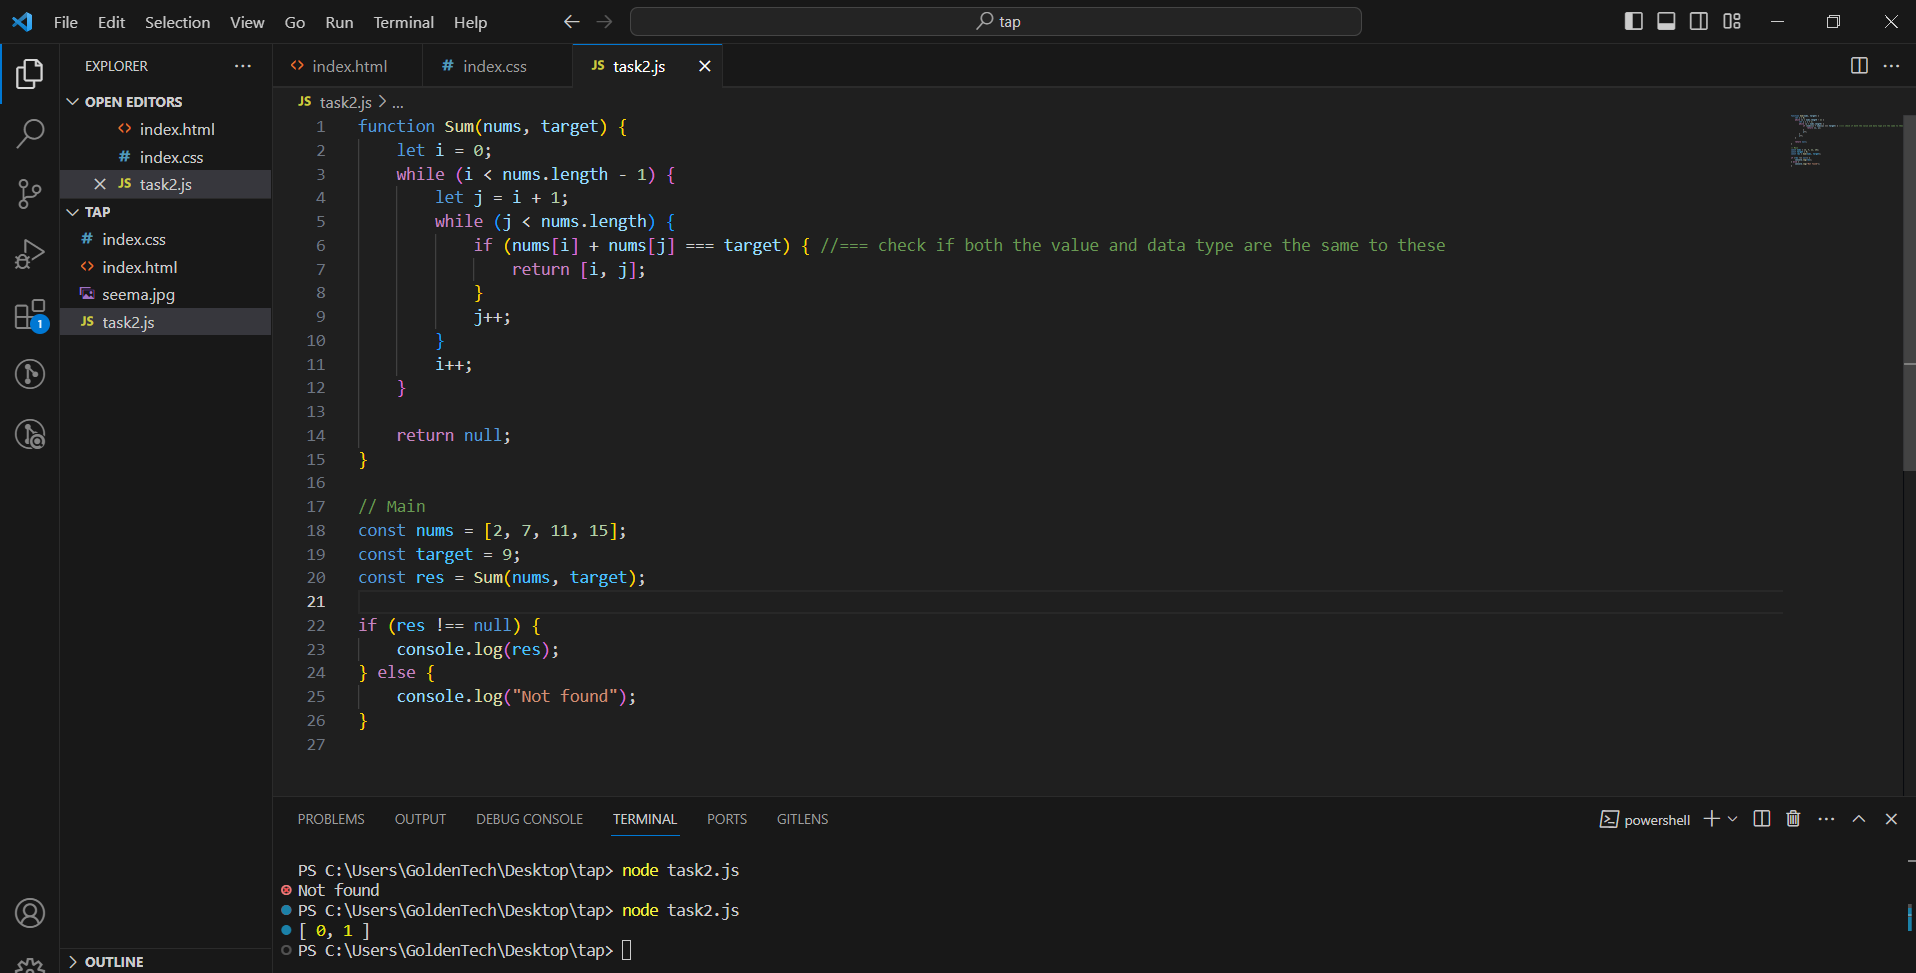 File Edit Selection View Go Run Terminal Help
tap
EXPLORER
OPEN EDITORS
index.html
index.css
JS task2.js
TAP
index.css
index.html
seema.jpg
JS task2.js
OUTLINE
1
index.html
index.css
JS task2.js
JS task2.js > ...
1 function Sum(nums, target) {
2 let i = 0;
3 while (i < nums.length - 1) {
4 let j = i + 1;
5 while (j < nums.length) {
6 if (nums[i] + nums[j] === target) { //=== check if both the value and data type are the same to these
7 return [i, j];
8 }
9 j++;
10 }
11 i++;
12 }
13
14 return null;
15 }
16
17 // Main
18 const nums = [2, 7, 11, 15];
19 const target = 9;
20 const res = Sum(nums, target);
21
22 if (res !== null) {
23 console.log(res);
24 } else {
25 console.log("Not found");
26 }
27
PROBLEMS OUTPUT DEBUG CONSOLE TERMINAL PORTS GITLENS
powershell
PS C:\Users\GoldenTech\Desktop\tap> node task2.js
Not found
PS C:\Users\GoldenTech\Desktop\tap> node task2.js
[ 0, 1 ]
PS C:\Users\GoldenTech\Desktop\tap>